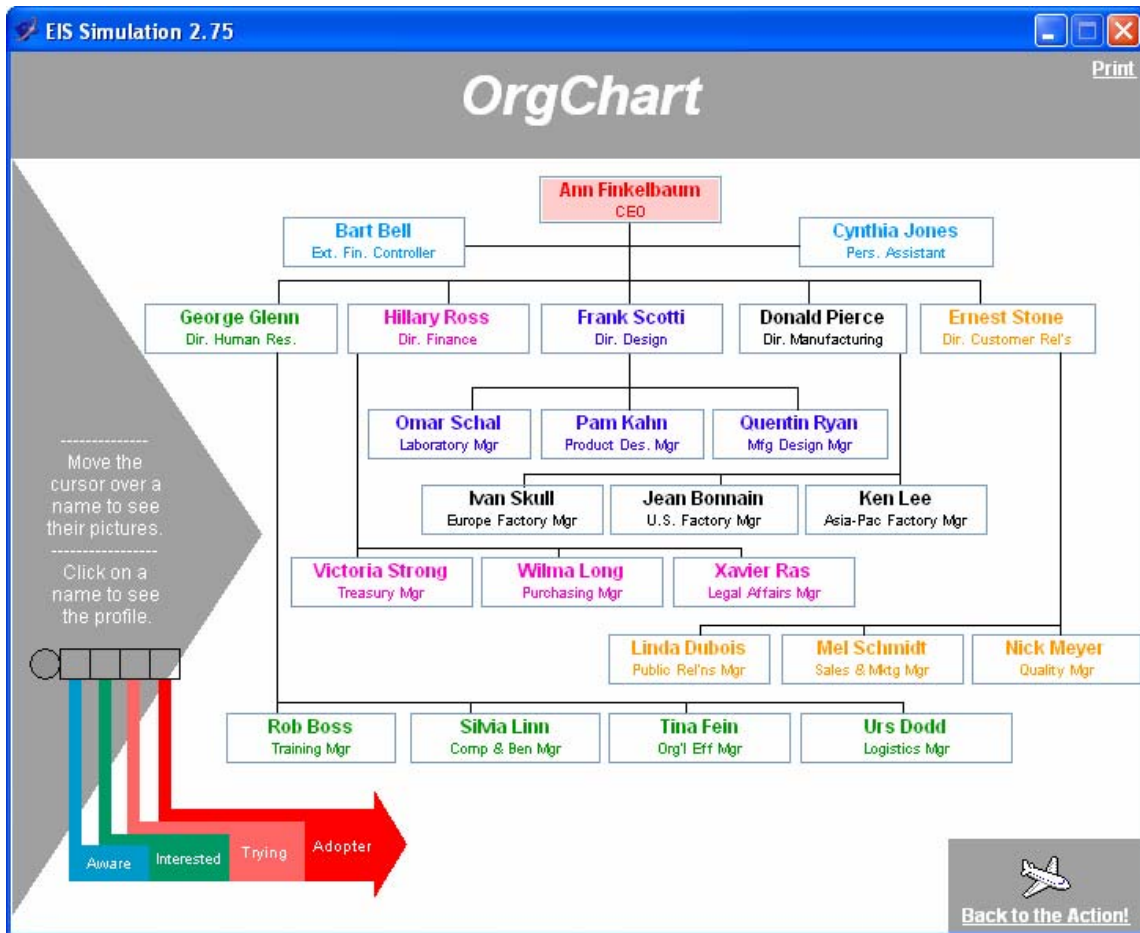 EIS Simulation 2.75
Print
OrgChart
Ann Finkelbaum
CEO
Bart Bell
Ext. Fin. Controller
Cynthia Jones
Pers. Assistant
George Glenn
Dir. Human Res.
Hillary Ross
Dir. Finance
Frank Scotti
Dir. Design
Donald Pierce
Dir. Manufacturing
Ernest Stone
Dir. Customer Rel's
Omar Schal
Laboratory Mgr
Pam Kahn
Product Des. Mgr
Quentin Ryan
Mfg Design Mgr
--------------
Move the
cursor over a
name to see
their pictures.
-----------------
Click on a
name to see
the profile.
Ivan Skull
Europe Factory Mgr
Jean Bonnain
U.S. Factory Mgr
Ken Lee
Asia-Pac Factory Mgr
Victoria Strong
Treasury Mgr
Wilma Long
Purchasing Mgr
Xavier Ras
Legal Affairs Mgr
Linda Dubois
Public Rel'ns Mgr
Mel Schmidt
Sales & Mktg Mgr
Nick Meyer
Quality Mgr
Rob Boss
Training Mgr
Silvia Linn
Comp & Ben Mgr
Tina Fein
Org'l Eff Mgr
Urs Dodd
Logistics Mgr
Aware
Interested
Trying
Adopter
Back to the Action!